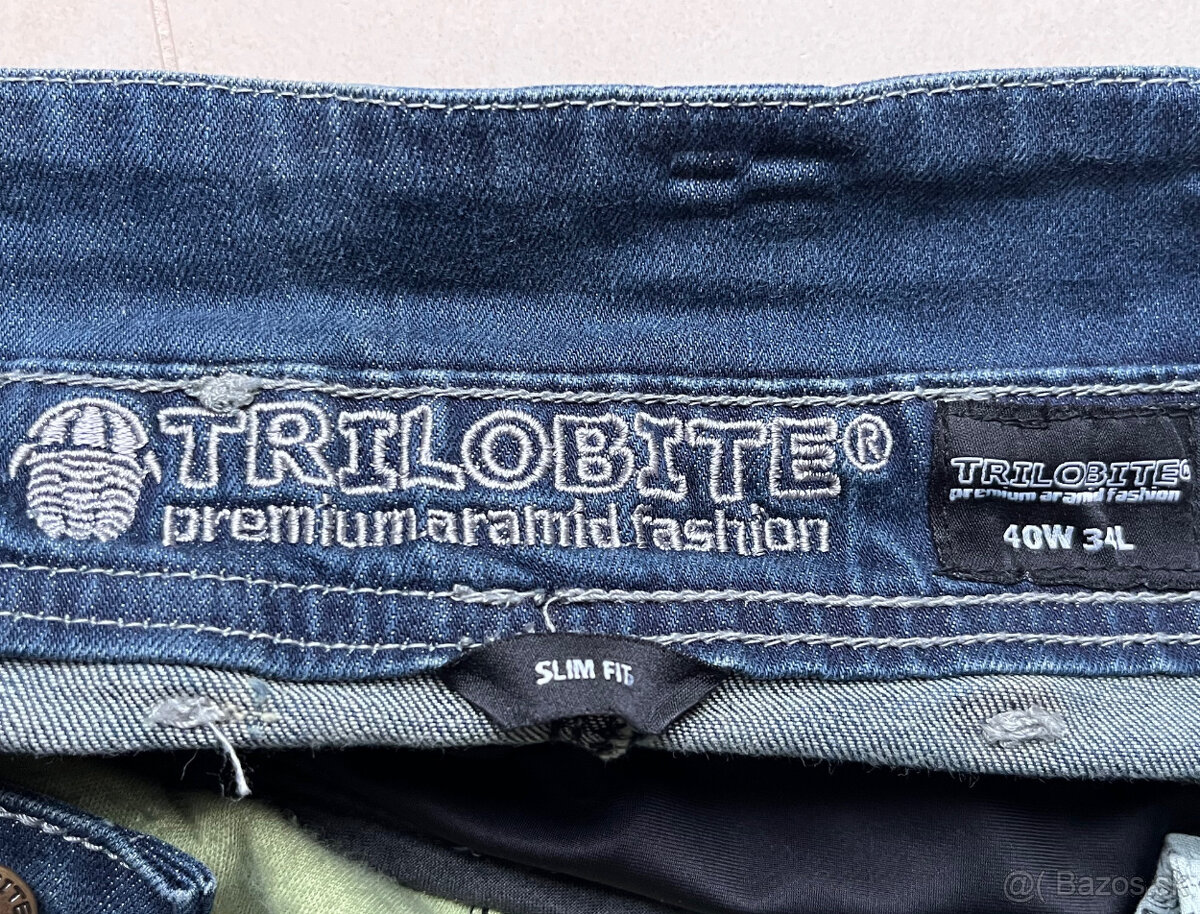 TRILOBITE®
premium aramid fashion
TRILOBITE
premium aramid fashion
40W 34L
SLIM FIT
@( Bazos.sk